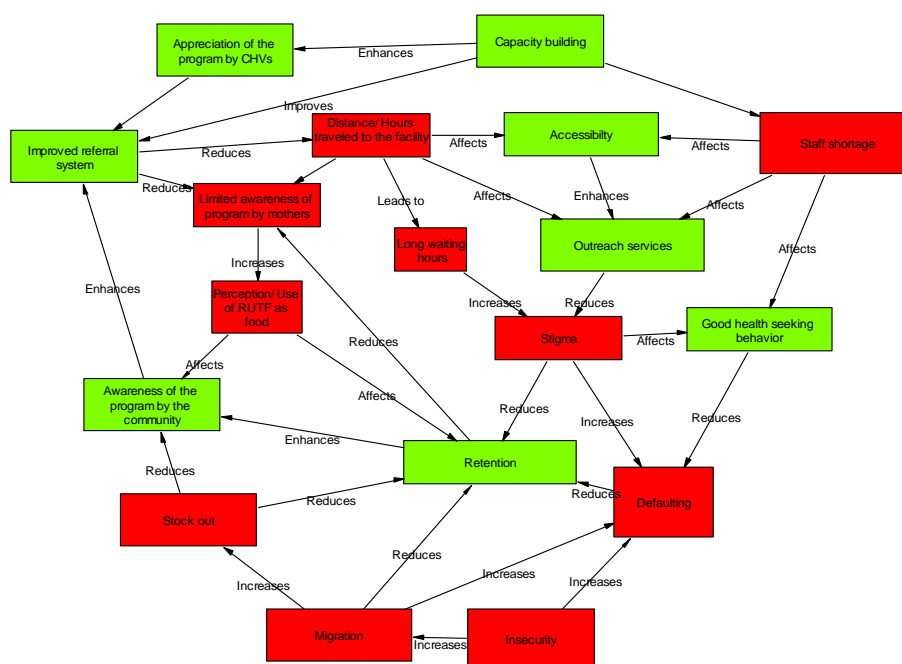 Appreciation of the
program by CHVs
Enhances
Capacity building
Improves
Distance/ Hours
traveled to the facility
Affects
Accessibilty
Affects
Staff shortage
Improved referral
system
Reduces
Reduces
Limited awareness of
program by mothers
Leads to
Affects
Enhances
Affects
Long waiting
hours
Outreach services
Affects
Increases
Enhances
Perception/ Use
of RUTF as
food
Increases
Reduces
Good health seeking
behavior
Stigma
Affects
Reduces
Affects
Affects
Awareness of the
program by the
community
Reduces
Increases
Reduces
Enhances
Retention
Reduces
Reduces
Reduces
Defaulting
Stock out
Reduces
Increases
Increases
Increases
Migration
Increases
Insecurity